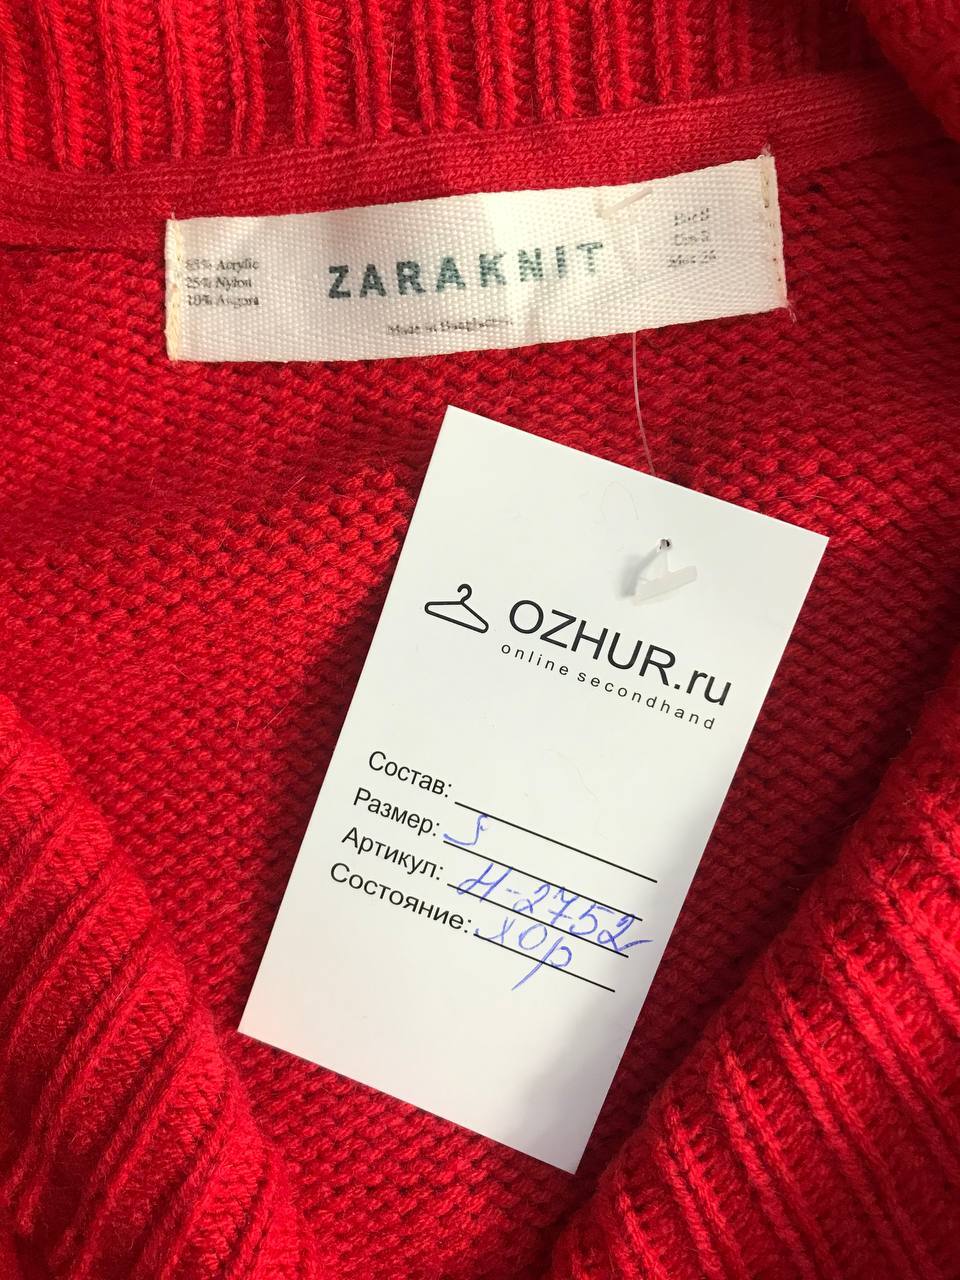 Acrylic
25% Nylon
10% Angora
ZARAKNIT
Made in Bangladesh
OZHUR.ru
online secondhand
Состав:
Размер: S
Артикул: Н-2752
Состояние: хор